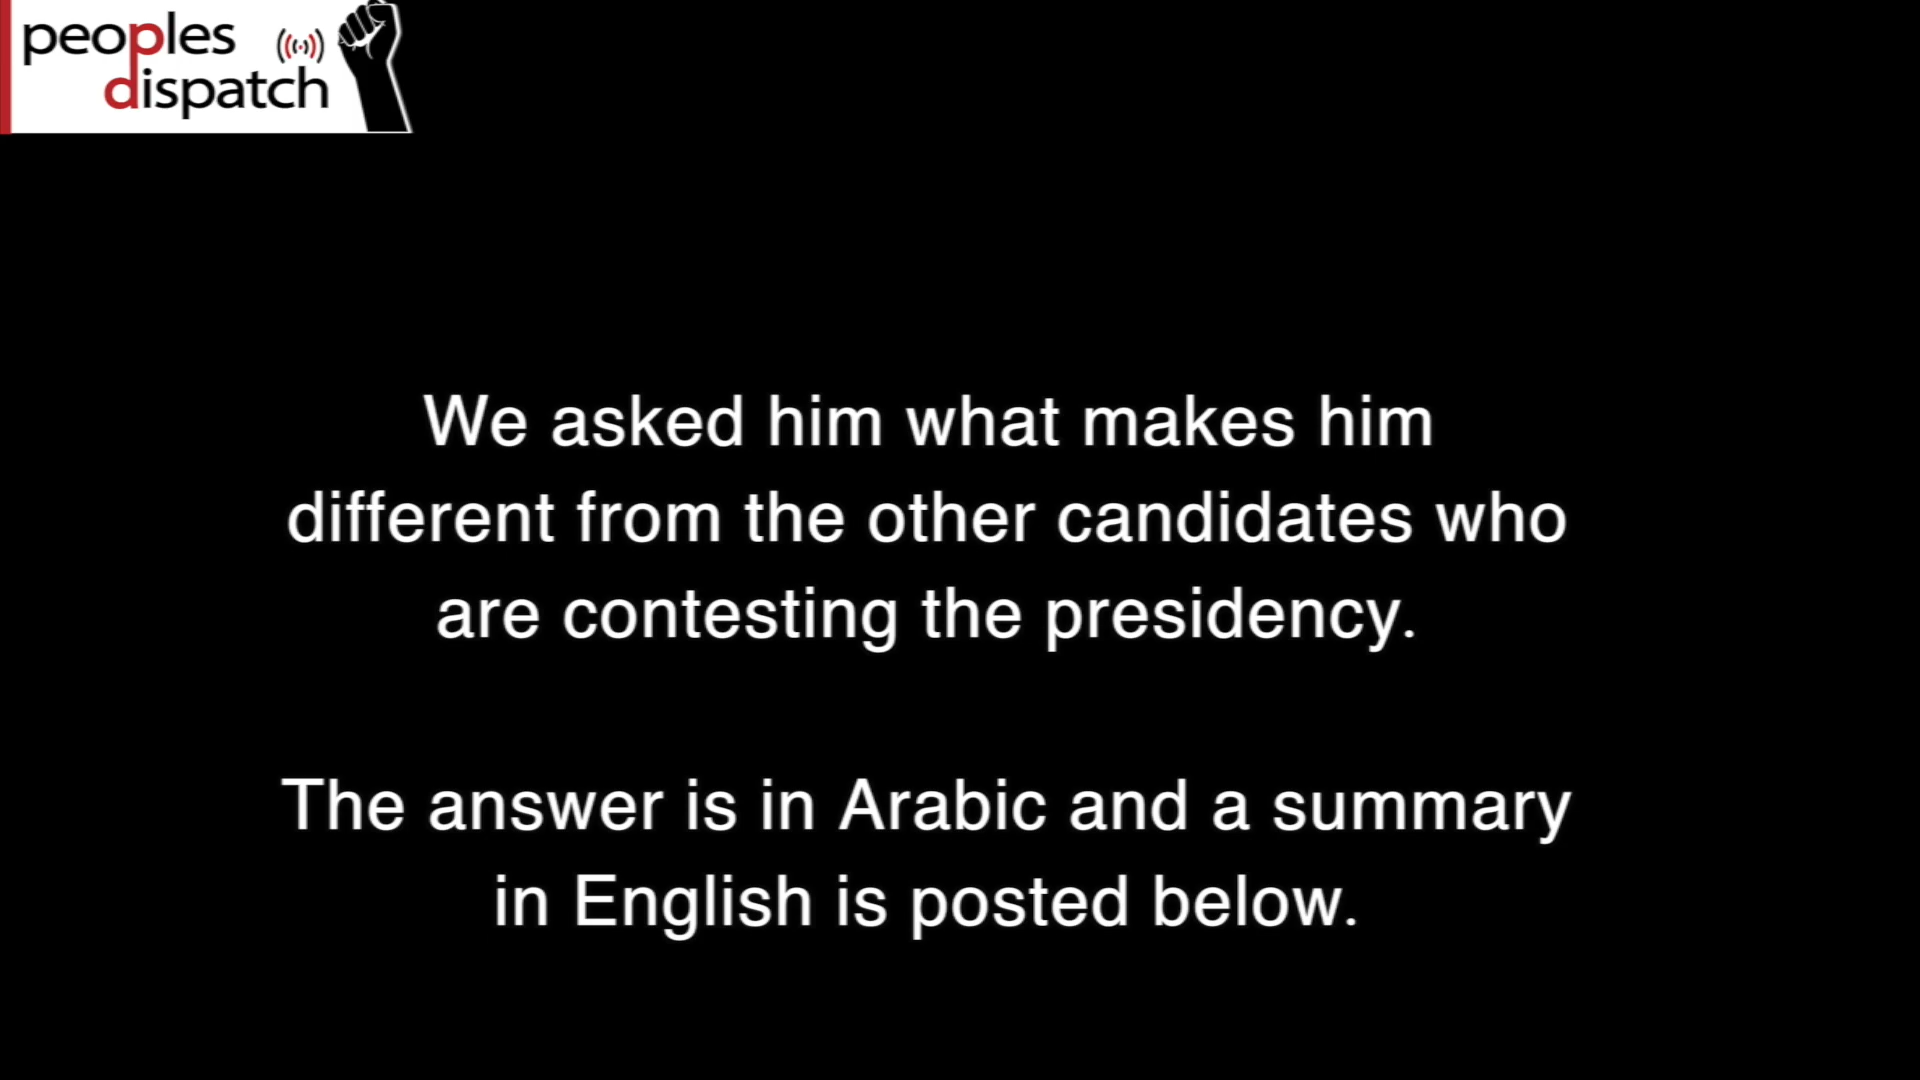 peoples
dispatch
We asked him what makes him
different from the other candidates who
are contesting the presidency.
The answer is in Arabic and a summary
in English is posted below.